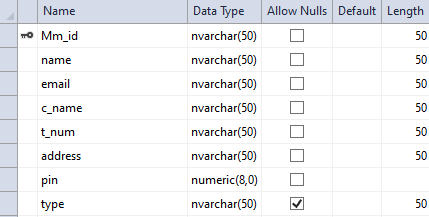 Name Data Type Allow Nulls Default Length
Mm_id nvarchar(50) 50
name nvarchar(50) 50
email nvarchar(50) 50
c_name nvarchar(50) 50
t_num nvarchar(50) 50
address nvarchar(50) 50
pin numeric(8,0)
type nvarchar(50) 50